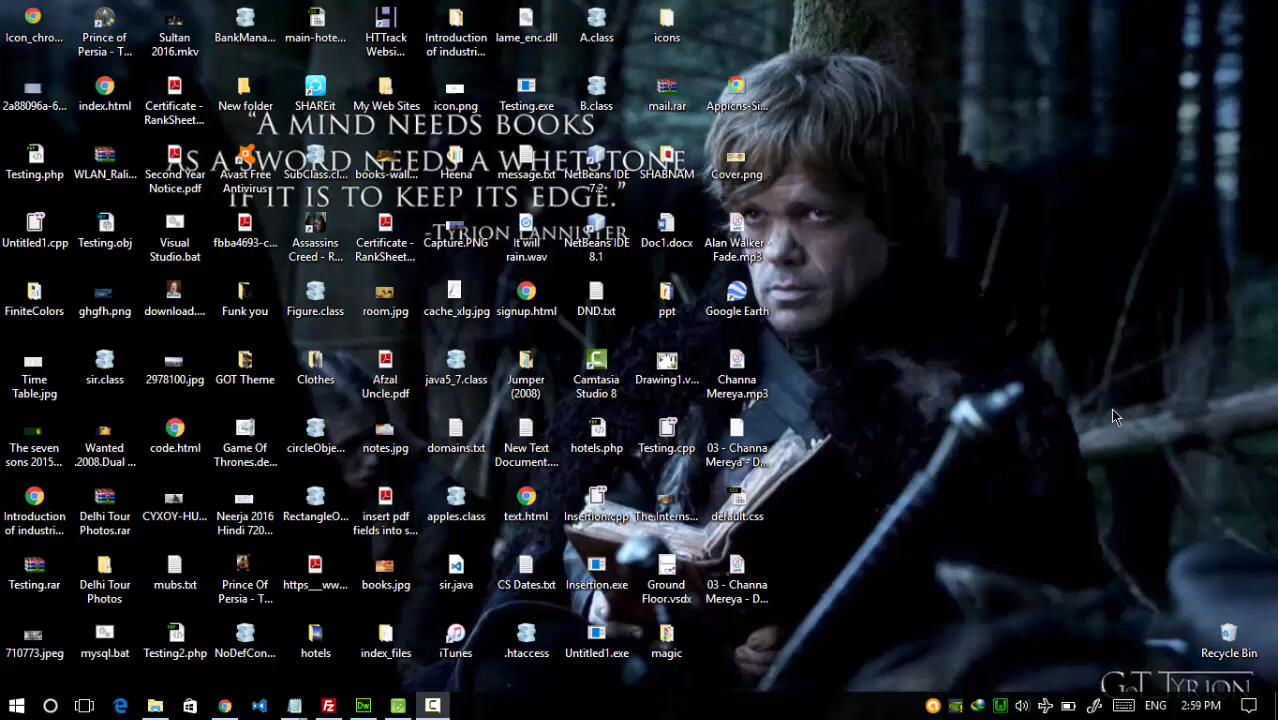 Icon_chro...
Prince of Persia - T...
Sultan 2016.mkv
BankMana...
main-hote...
HTTrack Websi...
Introduction of industri...
lame_enc.dll
A.class
icons
2a88096a-6...
index.html
Certificate - RankSheet...
New folder
SHAREit
My Web Sites
icon.png
Testing.exe
B.class
mail.rar
Appicns-Si...
“A MIND NEEDS BOOKS
AS A SWORD NEEDS A WHETSTONE
IF IT IS TO KEEP ITS EDGE.”
-TYRION LANNISTER
Testing.php
WLAN_Rali...
Second Year Notice.pdf
Avast Free Antivirus
SubClass.cl...
books-wall...
Heena
message.txt
NetBeans IDE 7.2
SHABNAM
Cover.png
Untitled1.cpp
Testing.obj
Visual Studio.bat
fbba4693-c...
Assassins Creed - R...
Certificate - RankSheet...
Capture.PNG
It will rain.wav
NetBeans IDE 8.1
Doc1.docx
Alan Walker - Fade.mp3
FiniteColors
ghgfh.png
download....
Funk you
Figure.class
room.jpg
cache_xlg.jpg
signup.html
DND.txt
ppt
Google Earth
Time Table.jpg
sir.class
2978100.jpg
GOT Theme
Clothes
Afzal Uncle.pdf
java5_7.class
Jumper (2008)
Camtasia Studio 8
Drawing1.v...
Channa Mereya.mp3
The seven sons 2015...
Wanted .2008.Dual ...
code.html
Game Of Thrones.de...
circleObje...
notes.jpg
domains.txt
New Text Document....
hotels.php
Testing.cpp
03 - Channa Mereya - D...
Introduction of industri...
Delhi Tour Photos.rar
CYXOY-HU...
Neerja 2016 Hindi 720...
RectangleO...
insert pdf fields into s...
apples.class
text.html
Insertion.cpp
The.Interns...
default.css
Testing.rar
Delhi Tour Photos
mubs.txt
Prince Of Persia - T...
https__ww...
books.jpg
sir.java
CS Dates.txt
Insertion.exe
Ground Floor.vsdx
03 - Channa Mereya - D...
710773.jpeg
mysql.bat
Testing2.php
NoDefCon...
hotels
index_files
iTunes
.htaccess
Untitled1.exe
magic
Recycle Bin
GOT TYRION
2:59 PM